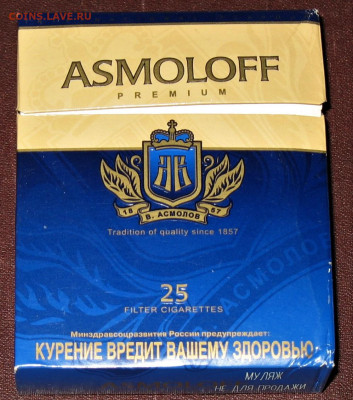 COINS.LAVE.RU
ASMOLOFF
PREMIUM
18 57
В. АСМОЛОВ
Tradition of quality since 1857
25
FILTER CIGARETTES
АСМОЛО
Минздравсоцразвития России предупреждает:
КУРЕНИЕ ВРЕДИТ ВАШЕМУ ЗДОРОВЬЮ
МУЛЯЖ
НЕ ДЛЯ ПРОДАЖИ